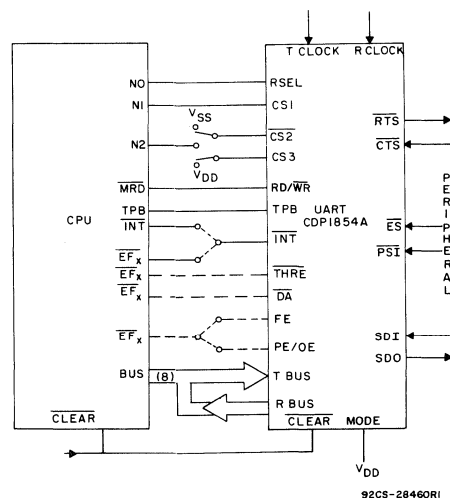 T CLOCK R CLOCK
N0 RSEL
N1 CS1
VSS
CS2
N2
CS3
VDD
MRD RD/WR
CPU
TPB TPB
UART
CDP1854A
INT
INT
EFx
EFx THRE
EFx DA
FE
EFx
PE/OE
BUS (8) T BUS
R BUS
CLEAR
CLEAR MODE
VDD
RTS
CTS
ES
PSI
SDI
SDO
PERIPHERAL
92CS-28460R1